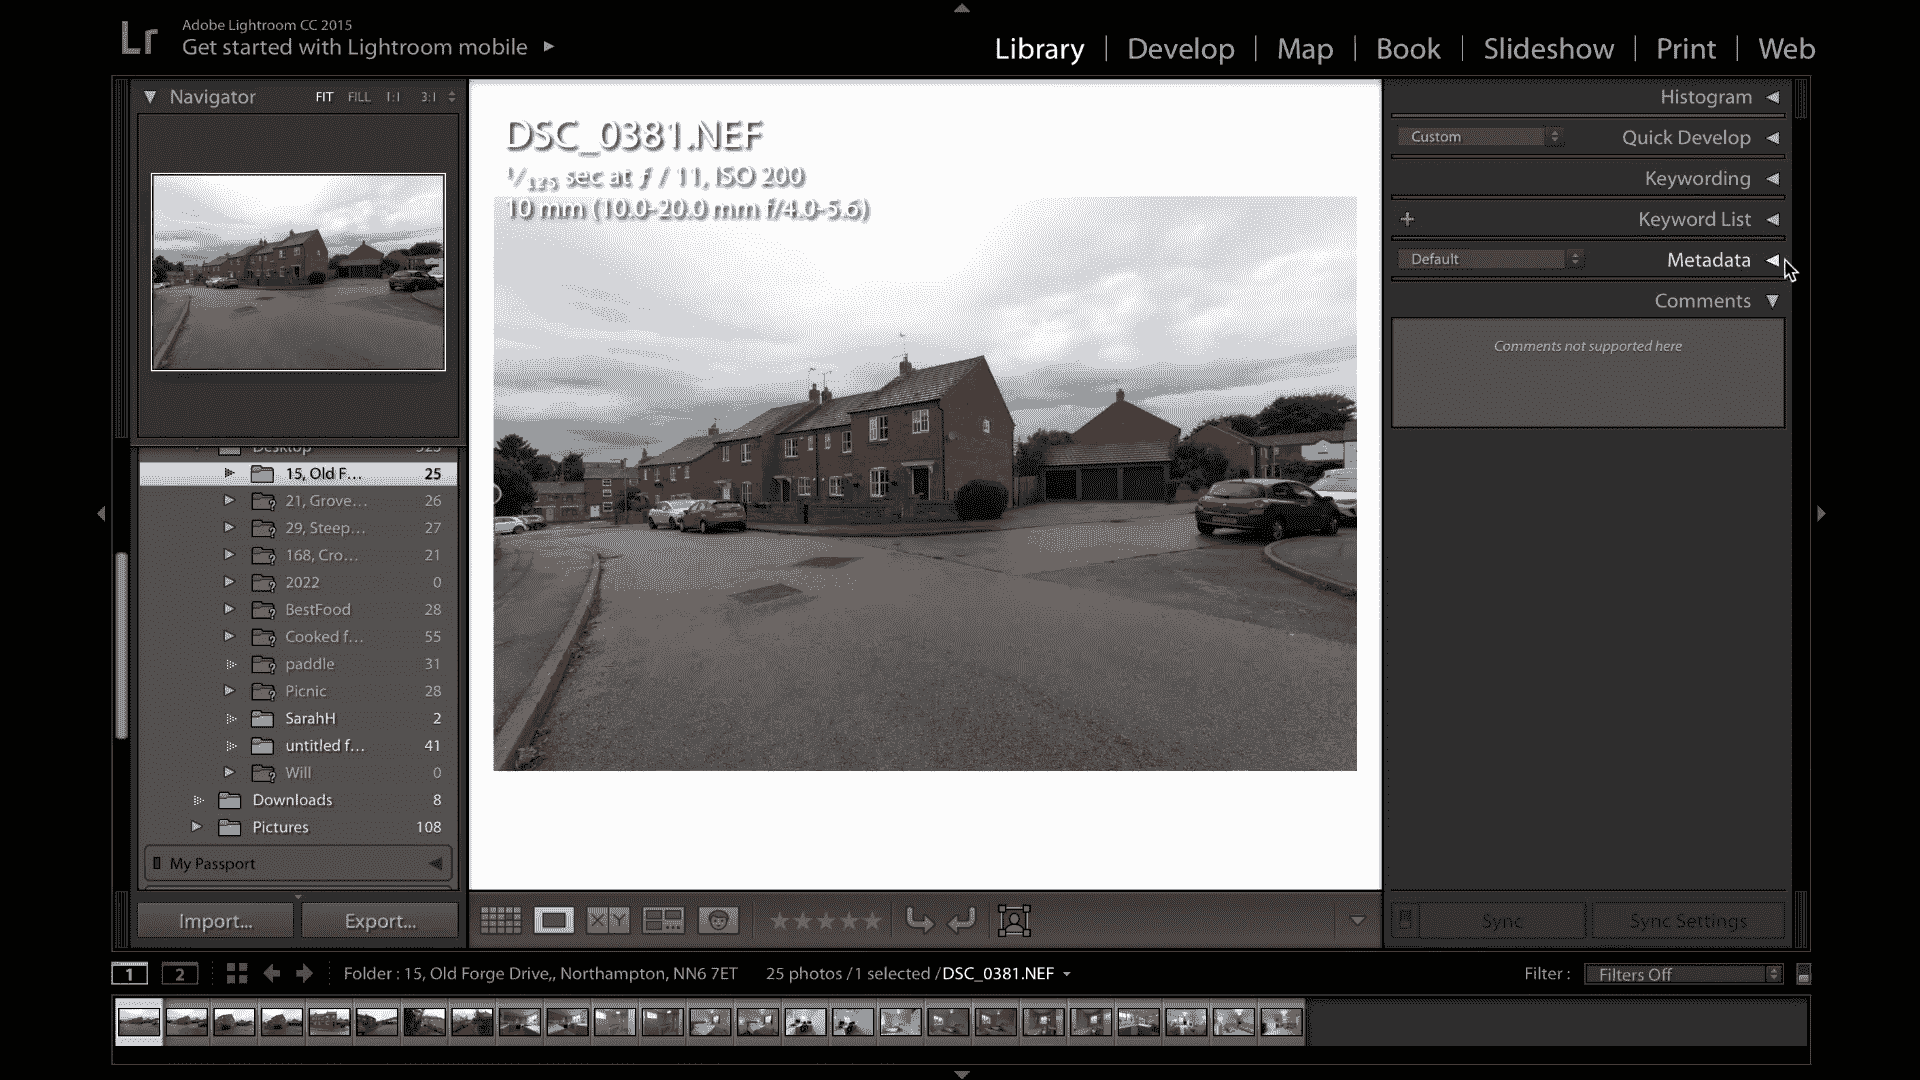 Adobe Lightroom CC 2015
Get started with Lightroom mobile
Lr
Library | Develop | Map | Book | Slideshow | Print | Web
Navigator FIT FILL 1:1 3:1
DSC_0381.NEF
1/125 sec at f / 11, ISO 200
10 mm (10.0-20.0 mm f/4.0-5.6)
Histogram
Custom Quick Develop
Keywording
+ Keyword List
Default Metadata
Comments
Comments not supported here
Desktop 323
15, Old F... 25
21, Grove... 26
29, Steep... 27
168, Cro... 21
2022 0
BestFood 28
Cooked f... 55
paddle 31
Picnic 28
SarahH 2
untitled f... 41
Will 0
Downloads 8
Pictures 108
My Passport
Import... Export...
XY
Sync Sync Settings
1 2 Folder : 15, Old Forge Drive,, Northampton, NN6 7ET 25 photos / 1 selected / DSC_0381.NEF Filter : Filters Off